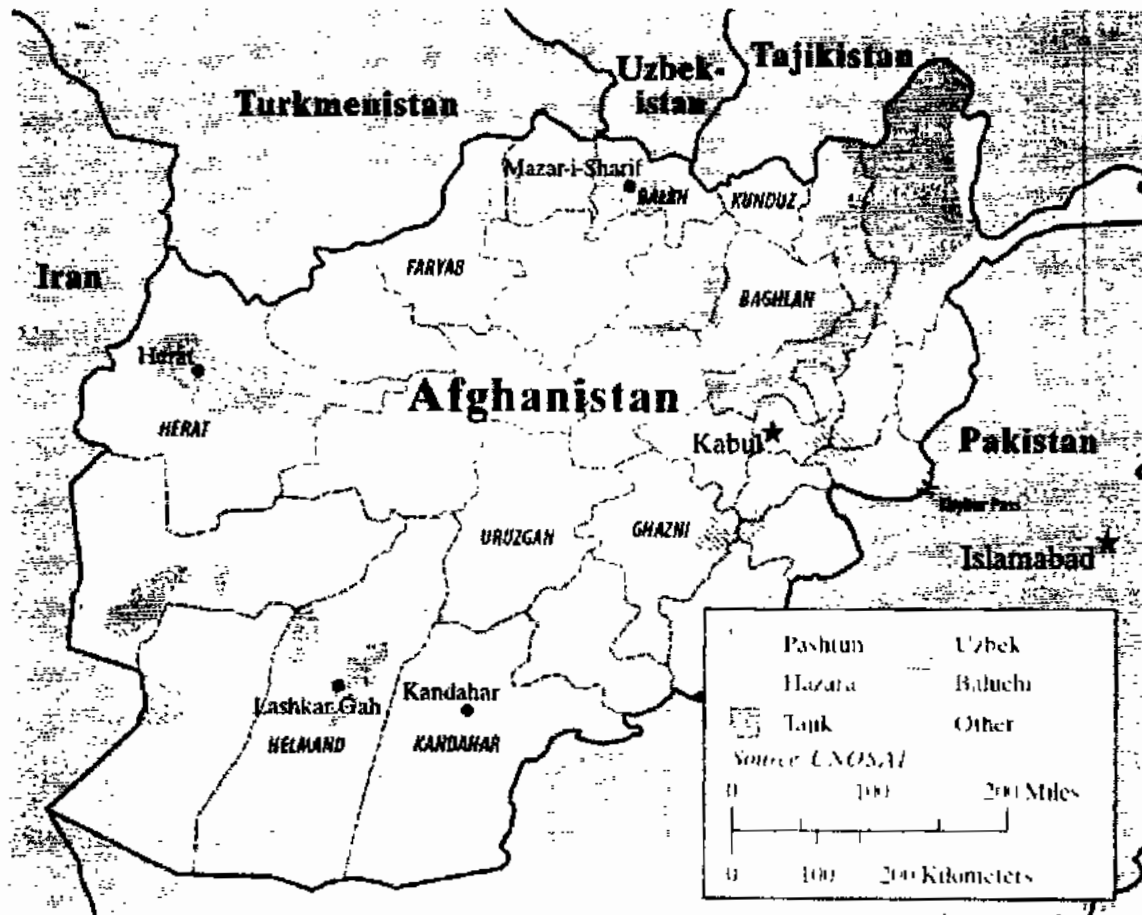 Turkmenistan
Uzbek-
istan
Tajikistan
Mazar-i-Sharif
BALKH
KUNDUZ
Iran
FARYAB
BAGHLAN
Herat
Afghanistan
HERAT
Kabul
Pakistan
Khyber Pass
URUZGAN
GHAZNI
Islamabad
Lashkar Gah
Kandahar
HELMAND
KANDAHAR
Pashtun Uzbek
Hazara Baluchi
Tajik Other
Source UNOSAT
0 100 200 Miles
0 100 200 Kilometers